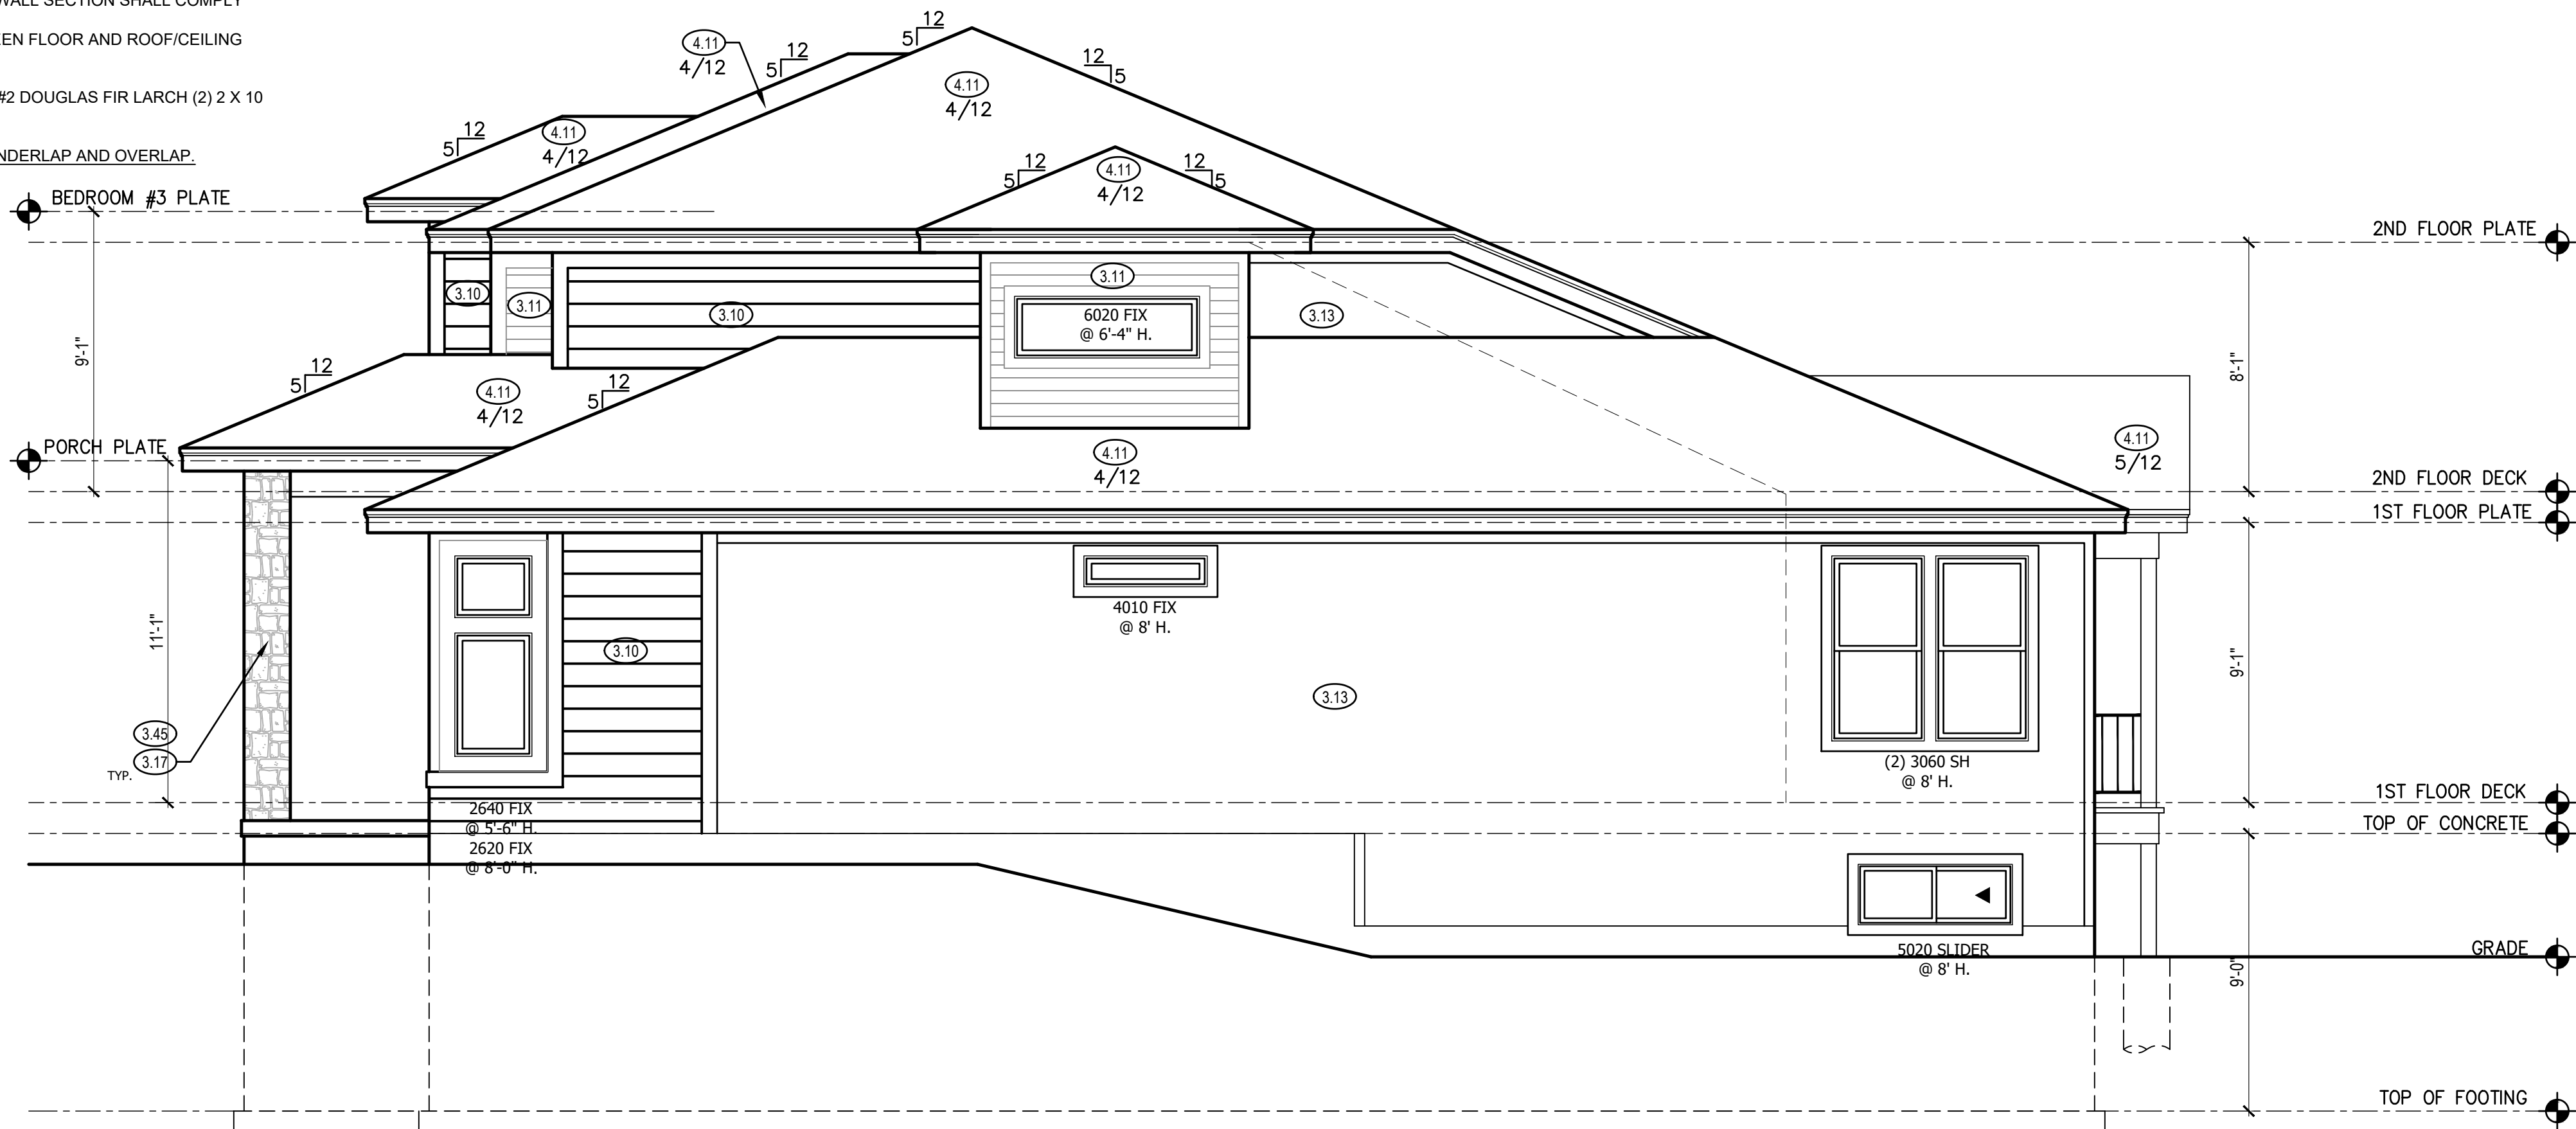 WALL SECTION SHALL COMPLY
EEN FLOOR AND ROOF/CEILING
#2 DOUGLAS FIR LARCH (2) 2 X 10
NDERLAP AND OVERLAP.
12
5
12
5
12
5
12
5
4.11
4/12
4.11
4/12
4.11
4/12
12
5
12
5
4.11
4/12
BEDROOM #3 PLATE
2ND FLOOR PLATE
3.10
3.11
3.10
3.11
6020 FIX
@ 6'-4" H.
3.13
9'-1"
8'-1"
12
5
12
5
4.11
4/12
PORCH PLATE
4.11
4/12
4.11
5/12
2ND FLOOR DECK
1ST FLOOR PLATE
4010 FIX
@ 8' H.
11'-1"
3.10
3.13
9'-1"
3.45
3.17
TYP.
(2) 3060 SH
@ 8' H.
2640 FIX
@ 5'-6" H.
2620 FIX
@ 8'-0" H.
1ST FLOOR DECK
TOP OF CONCRETE
5020 SLIDER
@ 8' H.
GRADE
9'-0"
TOP OF FOOTING